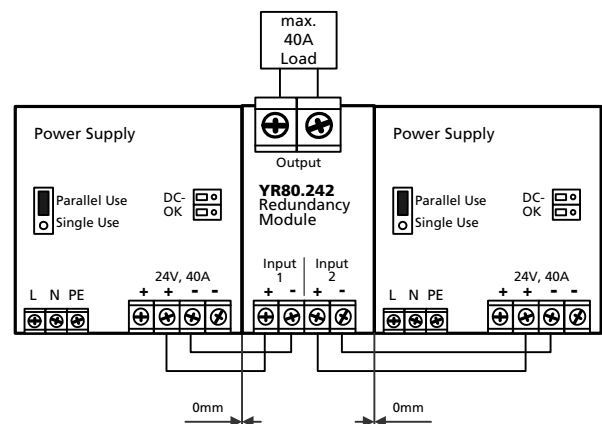 max.
40A
Load
Power Supply
Parallel Use
Single Use
DC-
OK
24V, 40A
L N PE
+ + - -
Output
YR80.242
Redundancy
Module
Input
1
Input
2
+ - + -
Power Supply
Parallel Use
Single Use
DC-
OK
24V, 40A
L N PE
+ + - -
0mm
0mm